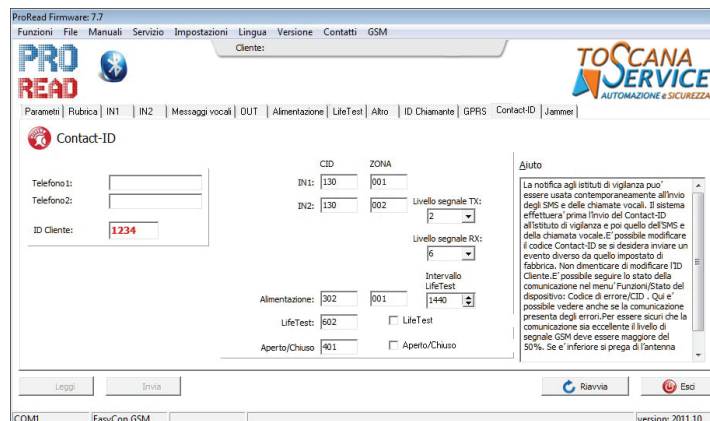 ProRead Firmware: 7.7
Funzioni File Manuali Servizio Impostazioni Lingua Versione Contatti GSM
Cliente:
PRO
READ
TOSCANA
SERVICE
AUTOMAZIONE e SICUREZZA
Parametri Rubrica IN1 IN2 Messaggi vocali OUT Alimentazione LifeTest Altro ID Chiamante GPRS Contact-ID Jammer
Contact-ID
Telefono1:
Telefono2:
ID Cliente: 1234
CID ZONA
IN1: 130 001
IN2: 130 002
Livello segnale TX:
2
Livello segnale RX:
6
Intervallo
LifeTest
Alimentazione: 302 001 1440
LifeTest: 602 LifeTest
Aperto/Chiuso 401 Aperto/Chiuso
Aiuto
La notifica agli istituti di vigilanza puo'
essere usata contemporaneamente all'invio
degli SMS e delle chiamate vocali. Il sistema
effettuera' prima l'invio del Contact-ID
all'istituto di vigilanza e poi quello dell'SMS e
della chiamata vocale.E' possibile modificare
il codice Contact-ID se si desidera inviare un
evento diverso da quello impostato di
fabbrica. Non dimenticare di modificare l'ID
Cliente.E' possibile seguire lo stato della
comunicazione nel menu' Funzioni/Stato del
dispositivo: Codice di errore/CID . Qui e'
possibile vedere anche se la comunicazione
presenta degli errori.Per essere sicuri che la
comunicazione sia eccellente il livello di
segnale GSM deve essere maggiore del
50%. Se e' inferiore si prega di l'antenna
Leggi Invia Riavvia Esci
COM1 EasyCon GSM version: 2011.10